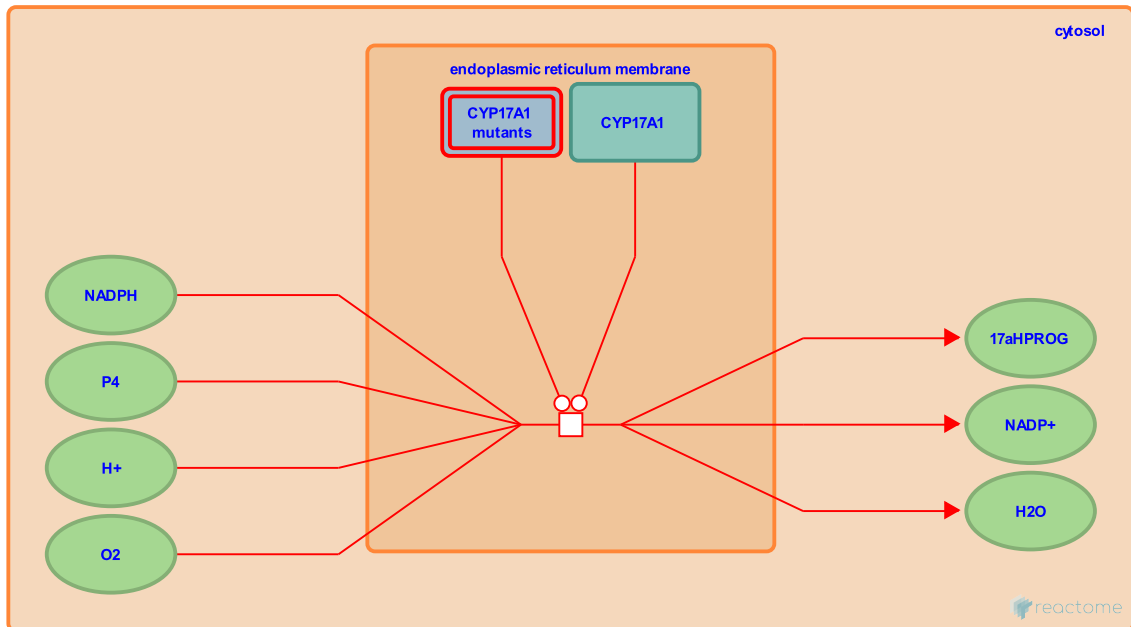 cytosol
endoplasmic reticulum membrane
CYP17A1
mutants
CYP17A1
NADPH
P4
H+
O2
17aHPROG
NADP+
H2O
reactome